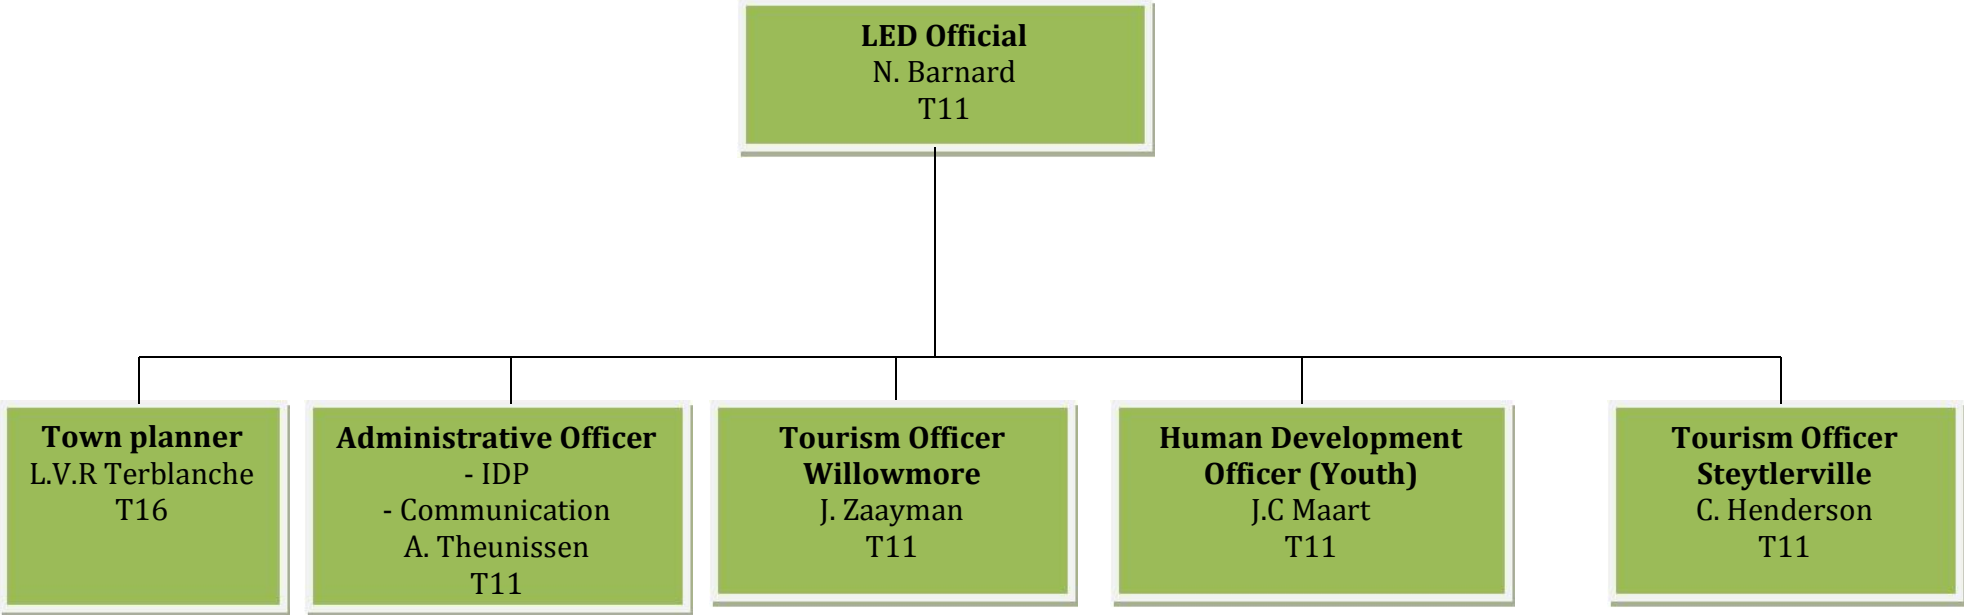 LED Official
N. Barnard
T11
Town planner
L.V.R Terblanche
T16
Administrative Officer
- IDP
- Communication
A. Theunissen
T11
Tourism Officer
Willowmore
J. Zaayman
T11
Human Development
Officer (Youth)
J.C Maart
T11
Tourism Officer
Steytlerville
C. Henderson
T11